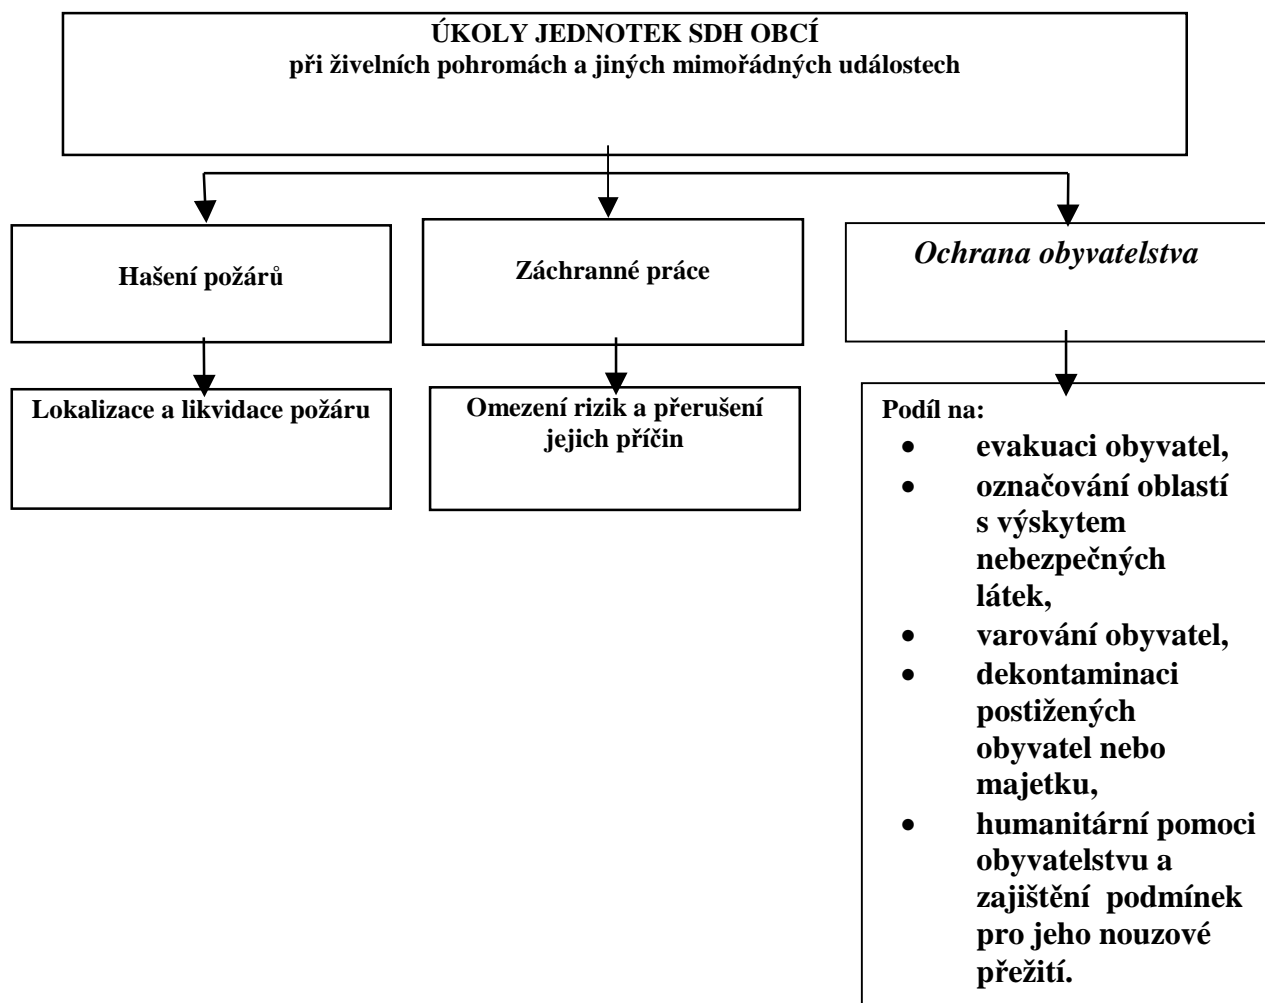 ÚKOLY JEDNOTEK SDH OBCÍ
při živelních pohromách a jiných mimořádných událostech
Hašení požárů
Záchranné práce
Ochrana obyvatelstva
Lokalizace a likvidace požáru
Omezení rizik a přerušení
jejich příčin
Podíl na:
• evakuaci obyvatel,
• označování oblastí
s výskytem
nebezpečných
látek,
• varování obyvatel,
• dekontaminaci
postižených
obyvatel nebo
majetku,
• humanitární pomoci
obyvatelstvu a
zajištění podmínek
pro jeho nouzové
přežití.